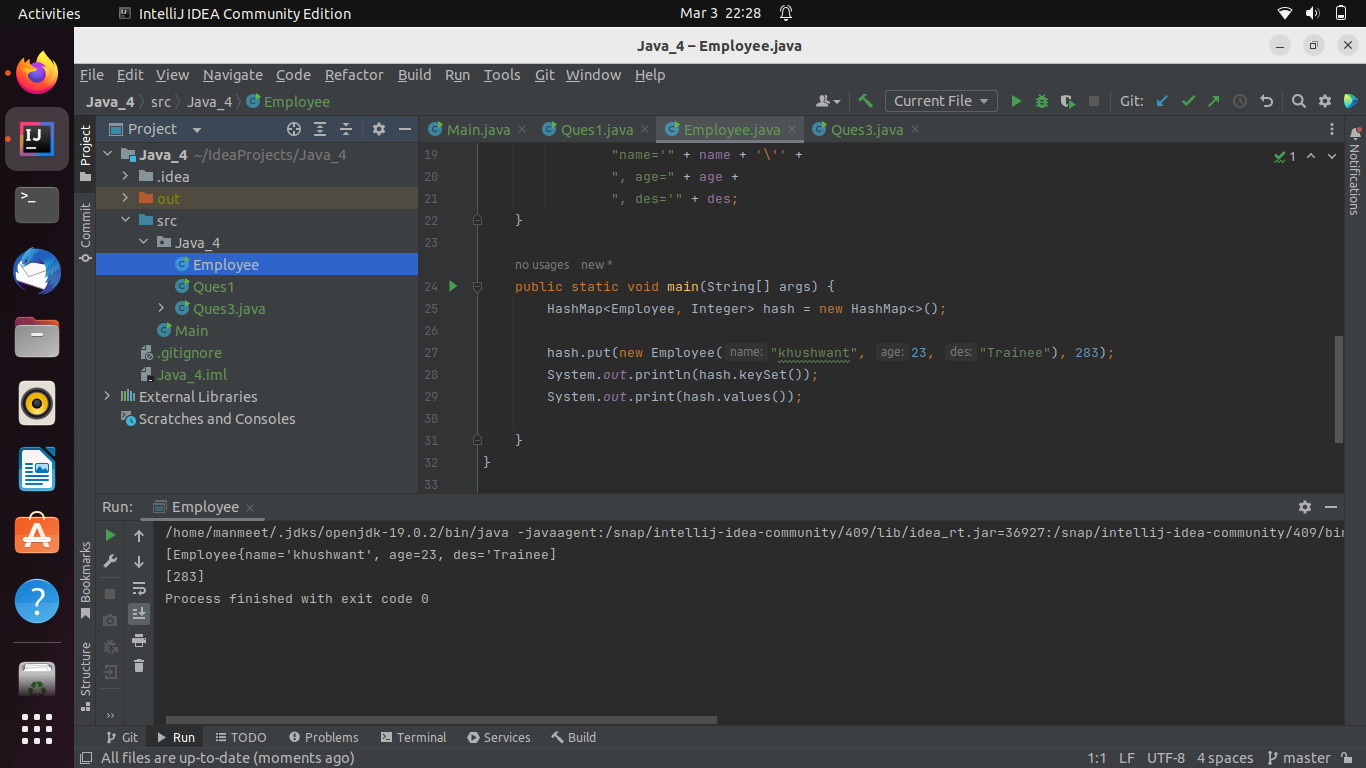 Activities IntelliJ IDEA Community Edition Mar 3 22:28
Java_4 – Employee.java
File Edit View Navigate Code Refactor Build Run Tools Git Window Help
Java_4 src Java_4 Employee Current File Git:
Project Main.java Ques1.java Employee.java Ques3.java
Project
Commit
Bookmarks
Structure
Notifications
Java_4 ~/IdeaProjects/Java_4
.idea
out
src
Java_4
Employee
Ques1
Ques3.java
Main
.gitignore
Java_4.iml
External Libraries
Scratches and Consoles
1
19 "name='" + name + '\'' +
20 ", age=" + age +
21 ", des='" + des;
22 }
23
no usages new *
24 public static void main(String[] args) {
25 HashMap<Employee, Integer> hash = new HashMap<>();
26
27 hash.put(new Employee( name: "khushwant", age: 23, des: "Trainee"), 283);
28 System.out.println(hash.keySet());
29 System.out.print(hash.values());
30
31 }
32 }
33
Run: Employee
/home/manmeet/.jdks/openjdk-19.0.2/bin/java -javaagent:/snap/intellij-idea-community/409/lib/idea_rt.jar=36927:/snap/intellij-idea-community/409/bin
[Employee{name='khushwant', age=23, des='Trainee]
[283]
Process finished with exit code 0
Git Run TODO Problems Terminal Services Build
All files are up-to-date (moments ago) 1:1 LF UTF-8 4 spaces master